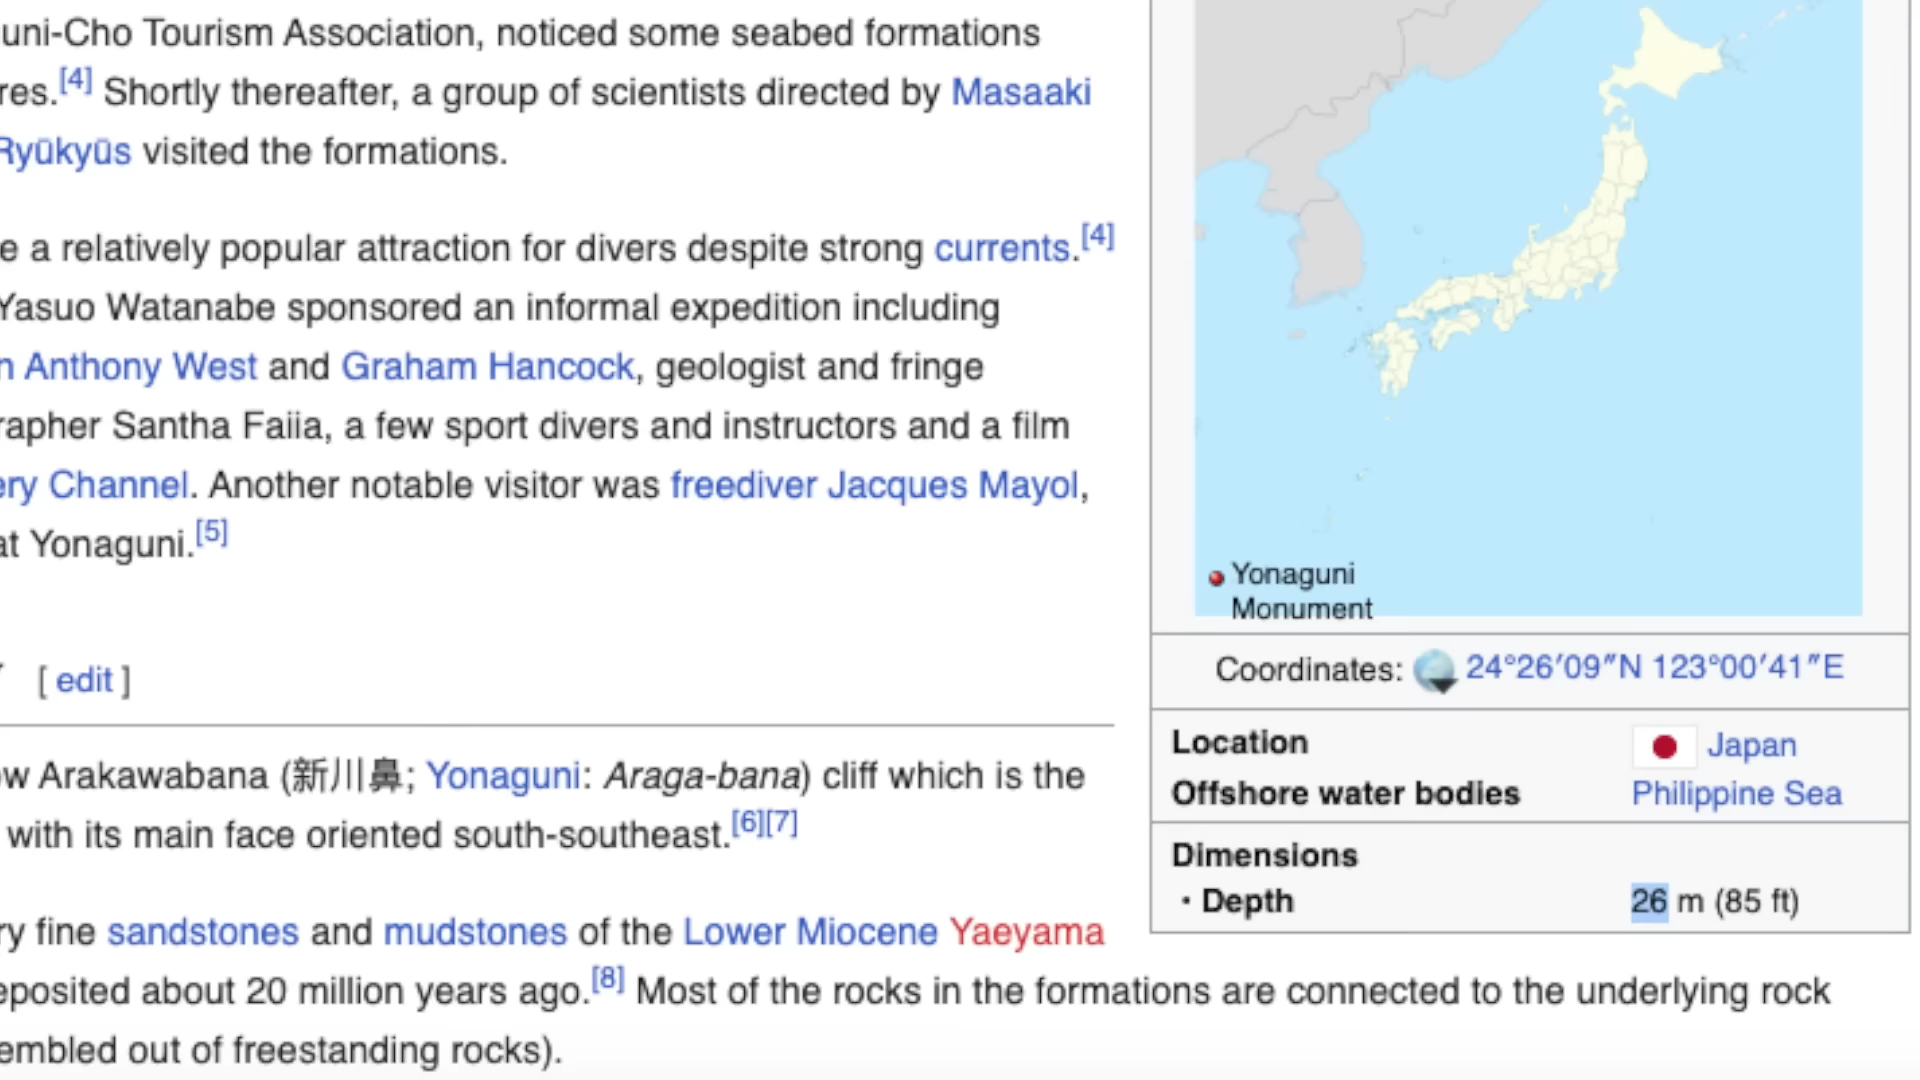 uni-Cho Tourism Association, noticed some seabed formations
res.[4] Shortly thereafter, a group of scientists directed by Masaaki
Ryūkyūs visited the formations.
e a relatively popular attraction for divers despite strong currents.[4]
Yasuo Watanabe sponsored an informal expedition including
n Anthony West and Graham Hancock, geologist and fringe
rapher Santha Faiia, a few sport divers and instructors and a film
ery Channel. Another notable visitor was freediver Jacques Mayol,
at Yonaguni.[5]
[ edit ]
ow Arakawabana (新川鼻; Yonaguni: Araga-bana) cliff which is the
with its main face oriented south-southeast.[6][7]
ry fine sandstones and mudstones of the Lower Miocene Yaeyama
eposited about 20 million years ago.[8] Most of the rocks in the formations are connected to the underlying rock
embled out of freestanding rocks).
Yonaguni
Monument
Coordinates: 24°26′09″N 123°00′41″E
Location Japan
Offshore water bodies Philippine Sea
Dimensions
• Depth 26 m (85 ft)